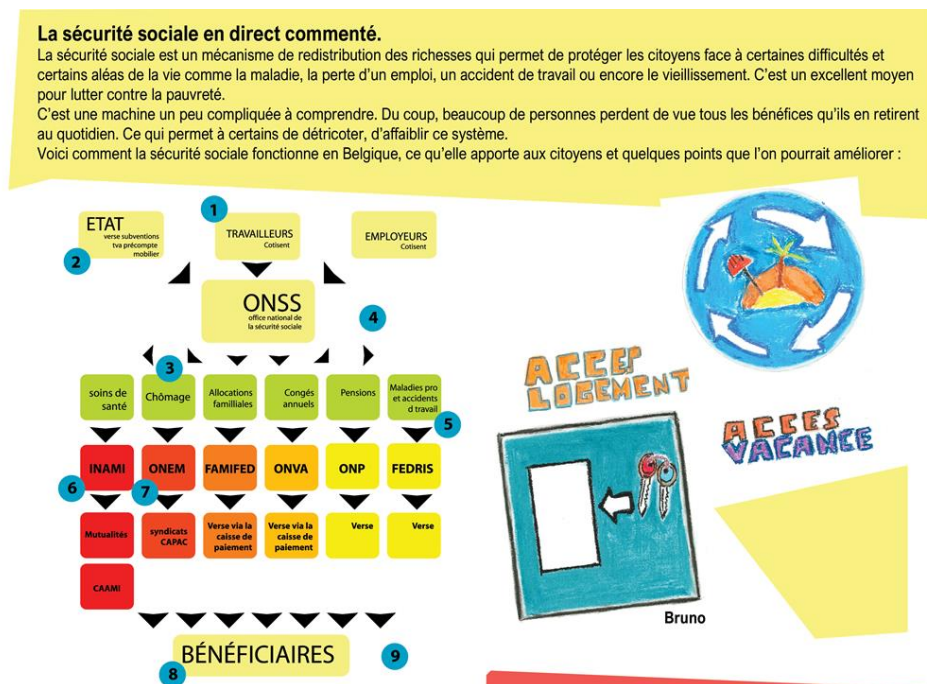 La sécurité sociale en direct commenté.
La sécurité sociale est un mécanisme de redistribution des richesses qui permet de protéger les citoyens face à certaines difficultés et
certains aléas de la vie comme la maladie, la perte d'un emploi, un accident de travail ou encore le vieillissement. C'est un excellent moyen
pour lutter contre la pauvreté.
C'est une machine un peu compliquée à comprendre. Du coup, beaucoup de personnes perdent de vue tous les bénéfices qu'ils en retirent
au quotidien. Ce qui permet à certains de détricoter, d'affaiblir ce système.
Voici comment la sécurité sociale fonctionne en Belgique, ce qu'elle apporte aux citoyens et quelques points que l'on pourrait améliorer :
1
ETAT
verse subventions
tva précompte
mobilier
2
TRAVAILLEURS
Cotisent
EMPLOYEURS
Cotisent
ONSS
office national de
la sécurité sociale
4
3
soins de
santé
Chômage
Allocations
familliales
Congés
annuels
Pensions
Maladies pro
et accidents
d travail
5
INAMI
ONEM
FAMIFED
ONVA
ONP
FEDRIS
6
7
Mutualités
syndicats
CAPAC
Verse via la
caisse de
paiement
Verse via la
caisse de
paiement
Verse
Verse
CAAMI
BÉNÉFICIAIRES
8
9
ACCES
LOGEMENT
ACCES
VACANCE
Bruno